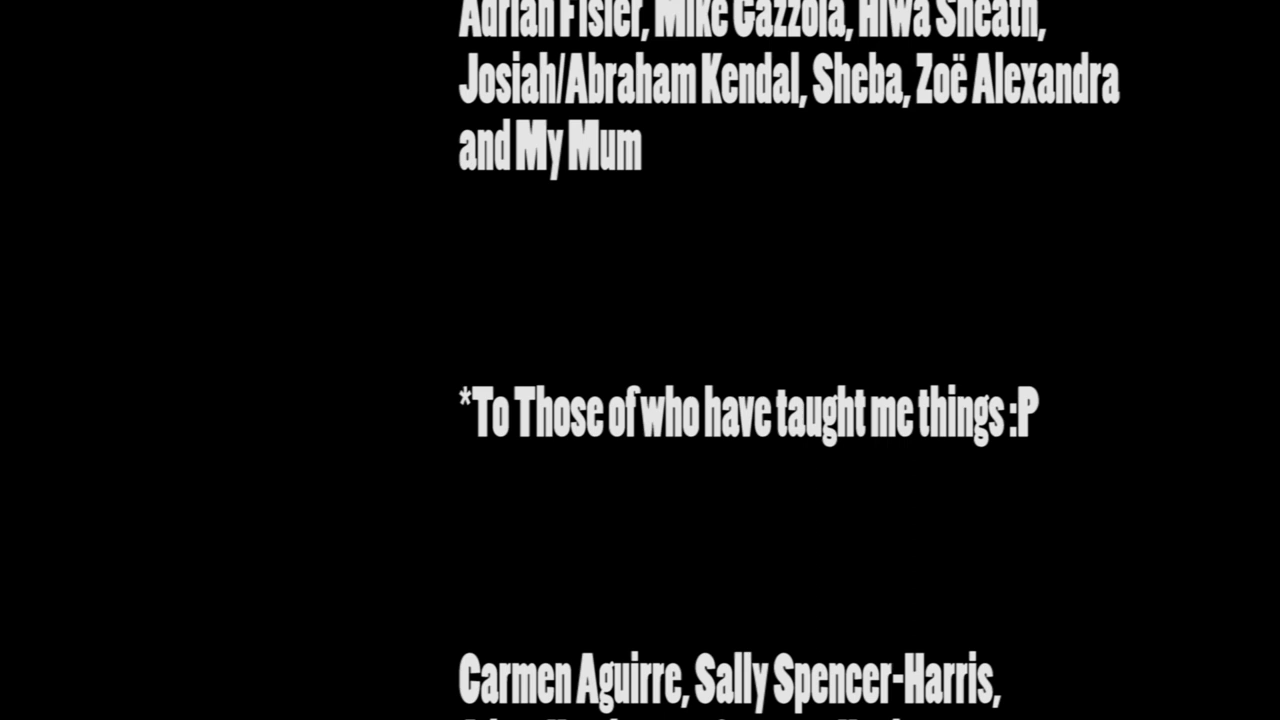 Adrian Fisler, Mike Gazzola, Hiwa Sheath,
Josiah/Abraham Kendal, Sheba, Zoë Alexandra
and My Mum
*To Those of who have taught me things :P
Carmen Aguirre, Sally Spencer-Harris,